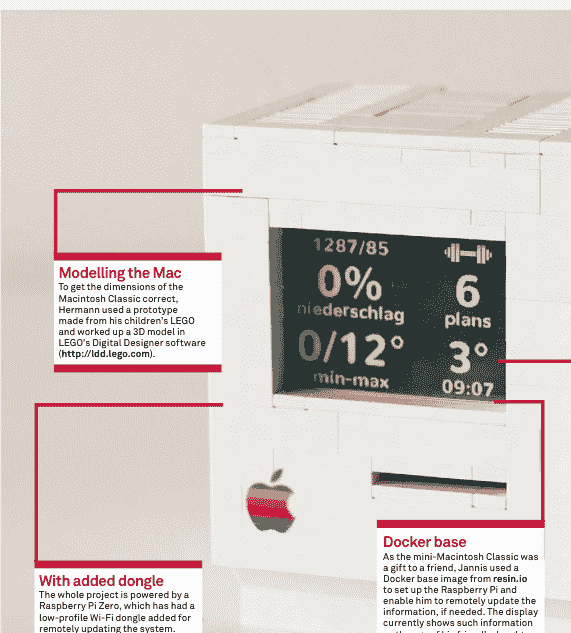 1287/85
0%
niederschlag
6
plans
0/12°
min-max
3°
09:07
Modelling the Mac
To get the dimensions of the
Macintosh Classic correct,
Hermann used a prototype
made from his children's LEGO
and worked up a 3D model in
LEGO's Digital Designer software
(http://ldd.lego.com).
With added dongle
The whole project is powered by a
Raspberry Pi Zero, which has had a
low-profile Wi-Fi dongle added for
remotely updating the system.
Docker base
As the mini-Macintosh Classic was
a gift to a friend, Jannis used a
Docker base image from resin.io
to set up the Raspberry Pi and
enable him to remotely update the
information, if needed. The display
currently shows such information